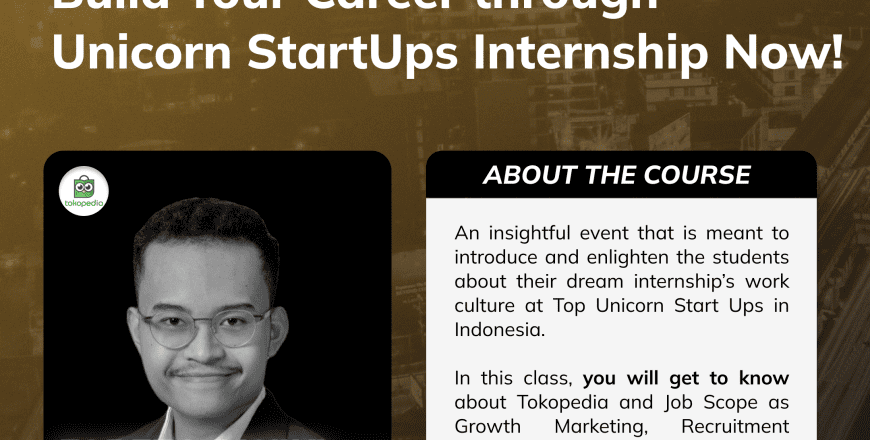 Build Your Career through
Unicorn StartUps Internship Now!
tokopedia
ABOUT THE COURSE
An insightful event that is meant to
introduce and enlighten the students
about their dream internship's work
culture at Top Unicorn Start Ups in
Indonesia.
In this class, you will get to know
about Tokopedia and Job Scope as
Growth Marketing, Recruitment